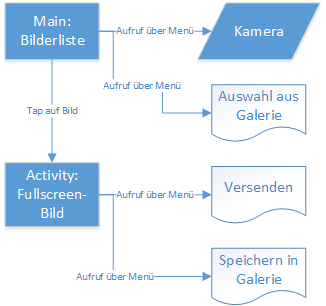 Main:
Bilderliste
Aufruf über Menü
Kamera
Aufruf über Menü
Auswahl aus
Galerie
Tap auf Bild
Activity:
Fullscreen-
Bild
Aufruf über Menü
Versenden
Aufruf über Menü
Speichern in
Galerie